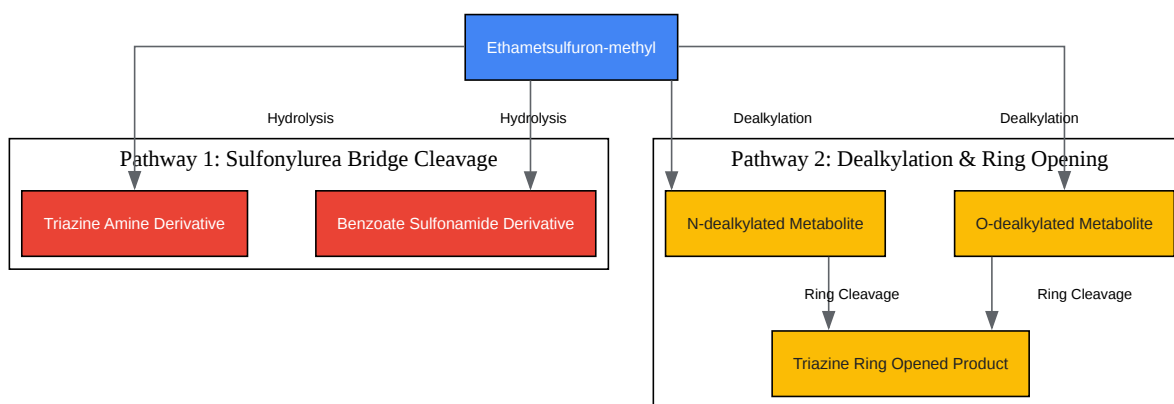 Ethametsulfuron-methyl
Hydrolysis
Hydrolysis
Dealkylation
Dealkylation
Pathway 1: Sulfonylurea Bridge Cleavage
Pathway 2: Dealkylation & Ring Opening
Triazine Amine Derivative
Benzoate Sulfonamide Derivative
N-dealkylated Metabolite
O-dealkylated Metabolite
Ring Cleavage
Ring Cleavage
Triazine Ring Opened Product